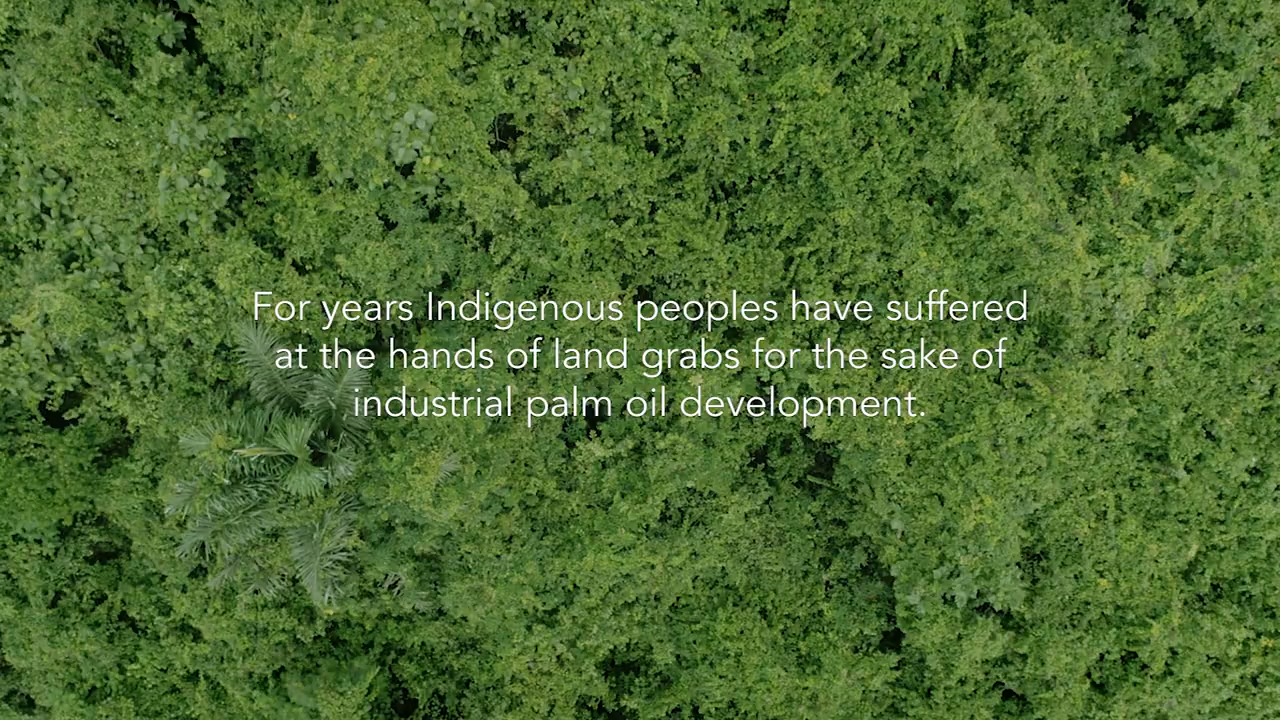 For years Indigenous peoples have suffered
at the hands of land grabs for the sake of
industrial palm oil development.